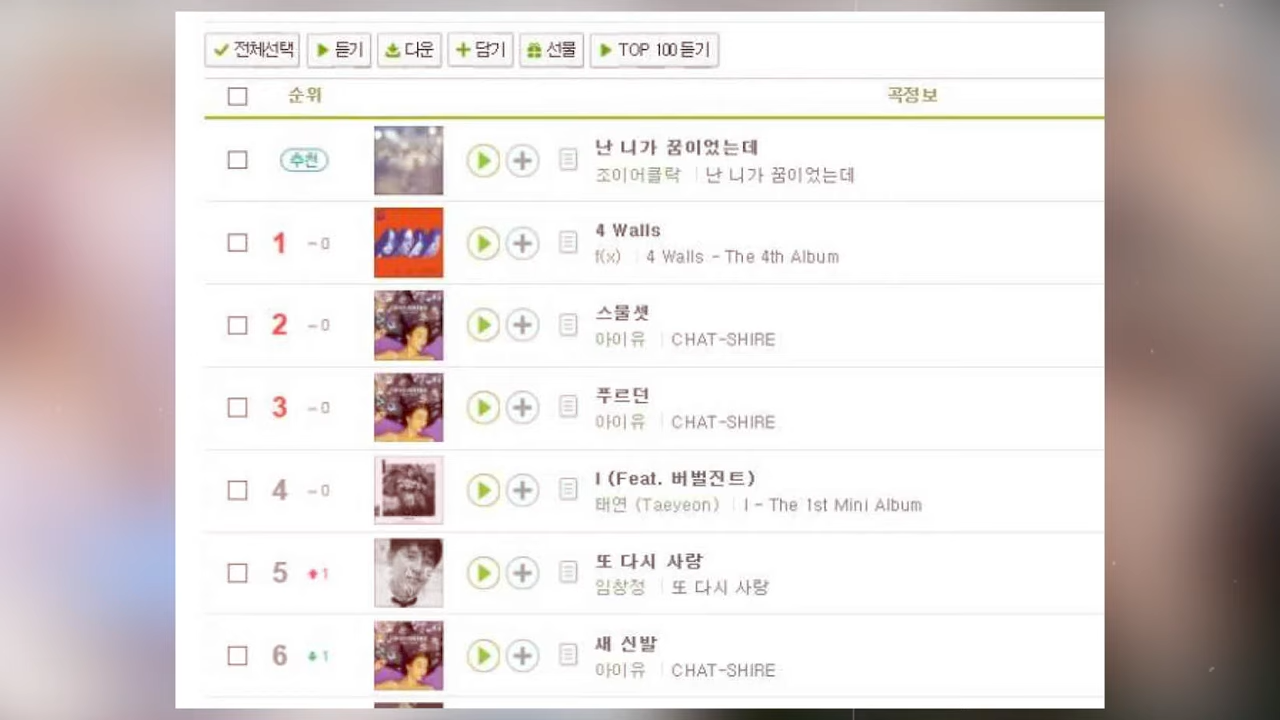 전체선택 듣기 다운 담기 선물 TOP 100 듣기
순위 곡정보
추천
난 니가 꿈이었는데
조이어클락 난 니가 꿈이었는데
1 - 0
4 Walls
f(x) 4 Walls - The 4th Album
2 - 0
스물셋
아이유 CHAT-SHIRE
3 - 0
푸르던
아이유 CHAT-SHIRE
4 - 0
I (Feat. 버벌진트)
태연 (Taeyeon) I - The 1st Mini Album
5 1
또 다시 사랑
임창정 또 다시 사랑
6 1
새 신발
아이유 CHAT-SHIRE